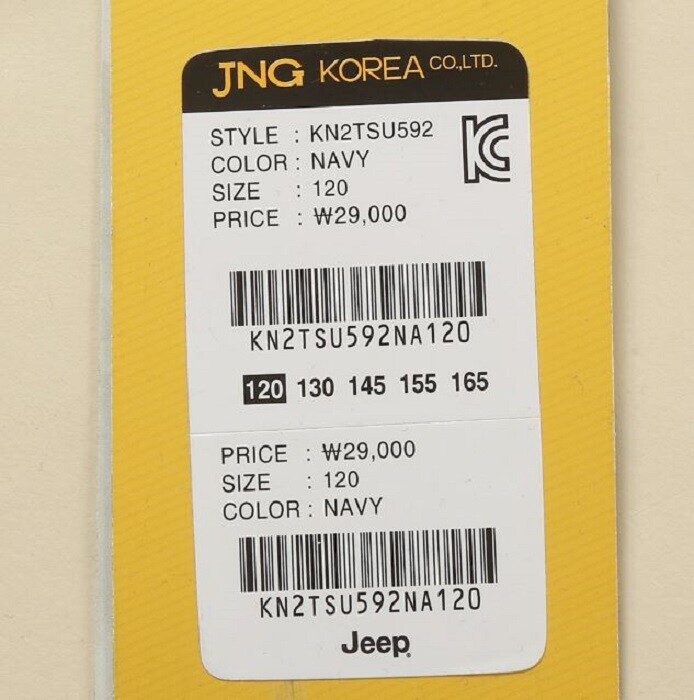 JNG KOREA CO.,LTD.
STYLE : KN2TSU592
COLOR : NAVY
SIZE : 120
PRICE : ₩29,000
KN2TSU592NA120
120 130 145 155 165
PRICE : ₩29,000
SIZE : 120
COLOR : NAVY
KN2TSU592NA120
Jeep